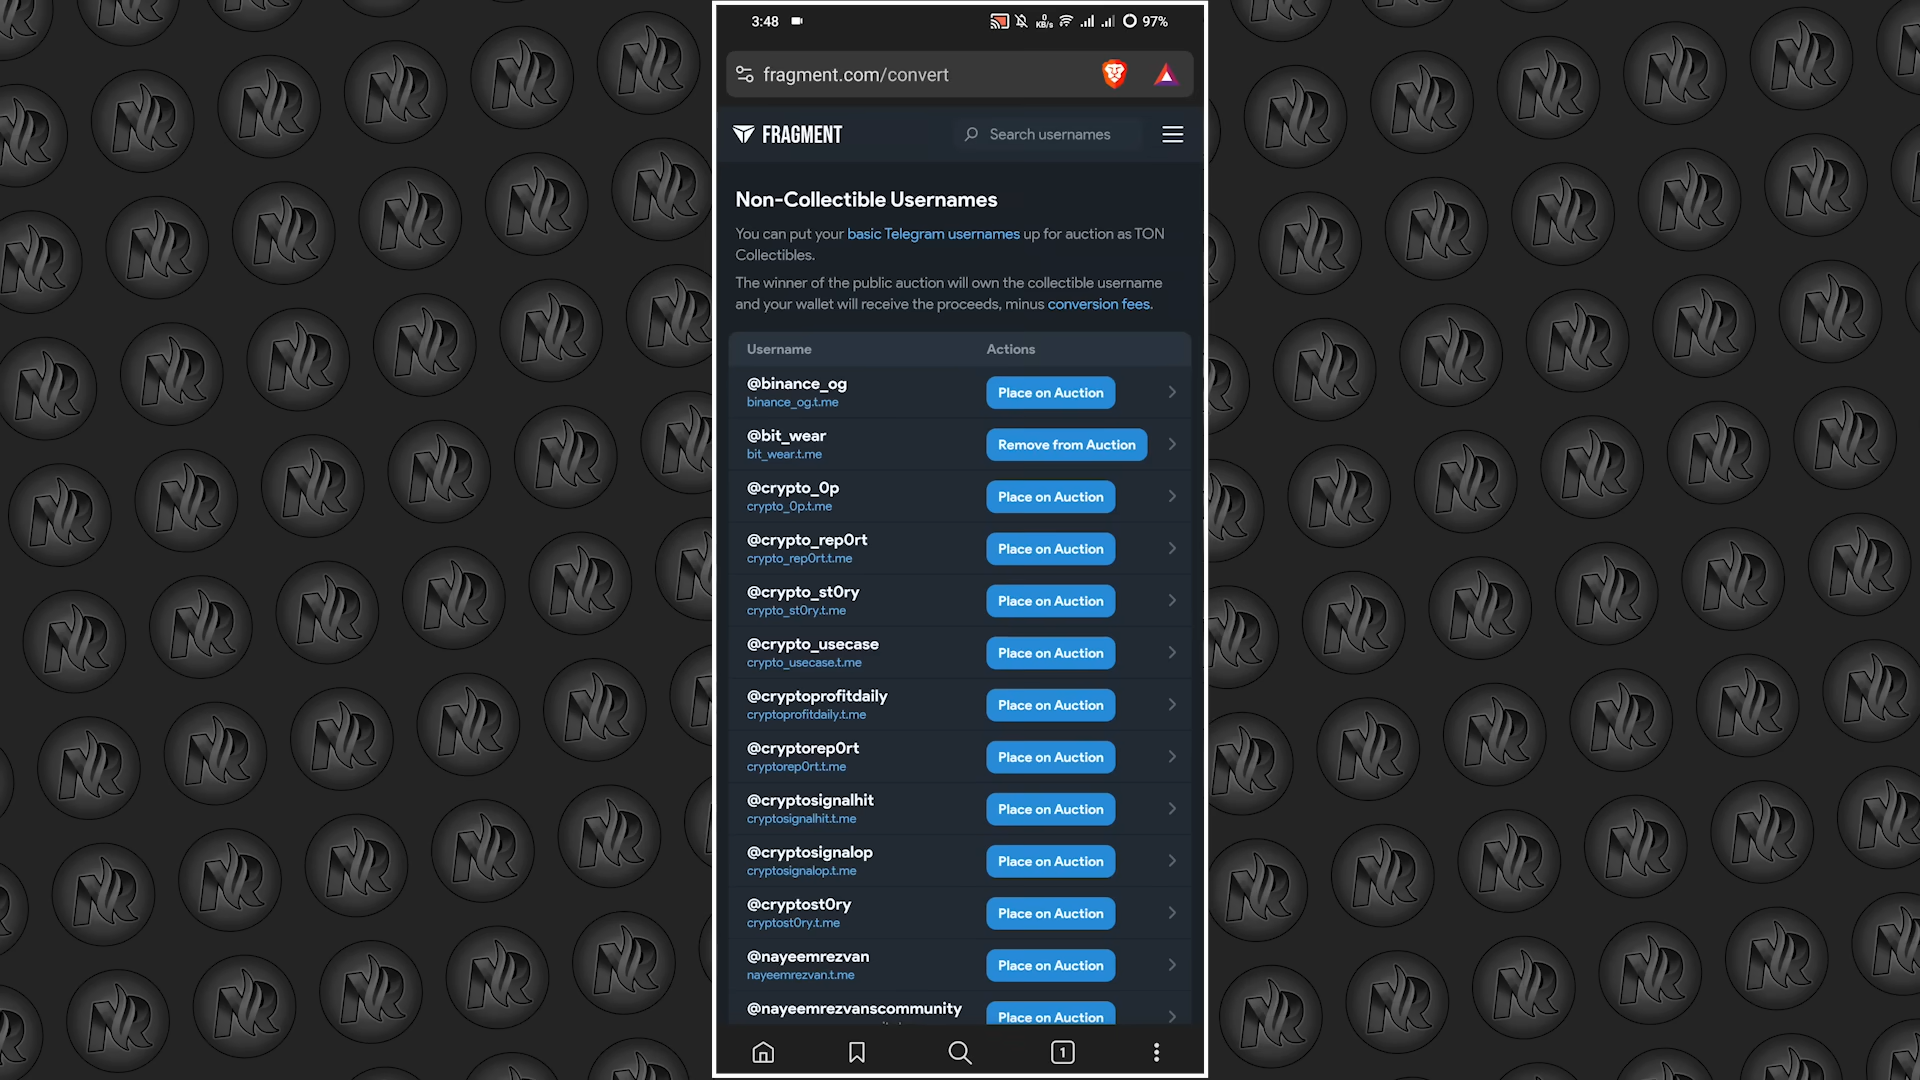 3:48
0 KB/s
97%
fragment.com/convert
FRAGMENT
Search usernames
Non-Collectible Usernames
You can put your basic Telegram usernames up for auction as TON
Collectibles.
The winner of the public auction will own the collectible username
and your wallet will receive the proceeds, minus conversion fees.
Username Actions
@binance_og
binance_og.t.me
Place on Auction
@bit_wear
bit_wear.t.me
Remove from Auction
@crypto_0p
crypto_0p.t.me
Place on Auction
@crypto_rep0rt
crypto_rep0rt.t.me
Place on Auction
@crypto_st0ry
crypto_st0ry.t.me
Place on Auction
@crypto_usecase
crypto_usecase.t.me
Place on Auction
@cryptoprofitdaily
cryptoprofitdaily.t.me
Place on Auction
@cryptorep0rt
cryptorep0rt.t.me
Place on Auction
@cryptosignalhit
cryptosignalhit.t.me
Place on Auction
@cryptosignalop
cryptosignalop.t.me
Place on Auction
@cryptost0ry
cryptost0ry.t.me
Place on Auction
@nayeemrezvan
nayeemrezvan.t.me
Place on Auction
@nayeemrezvanscommunity
Place on Auction
1